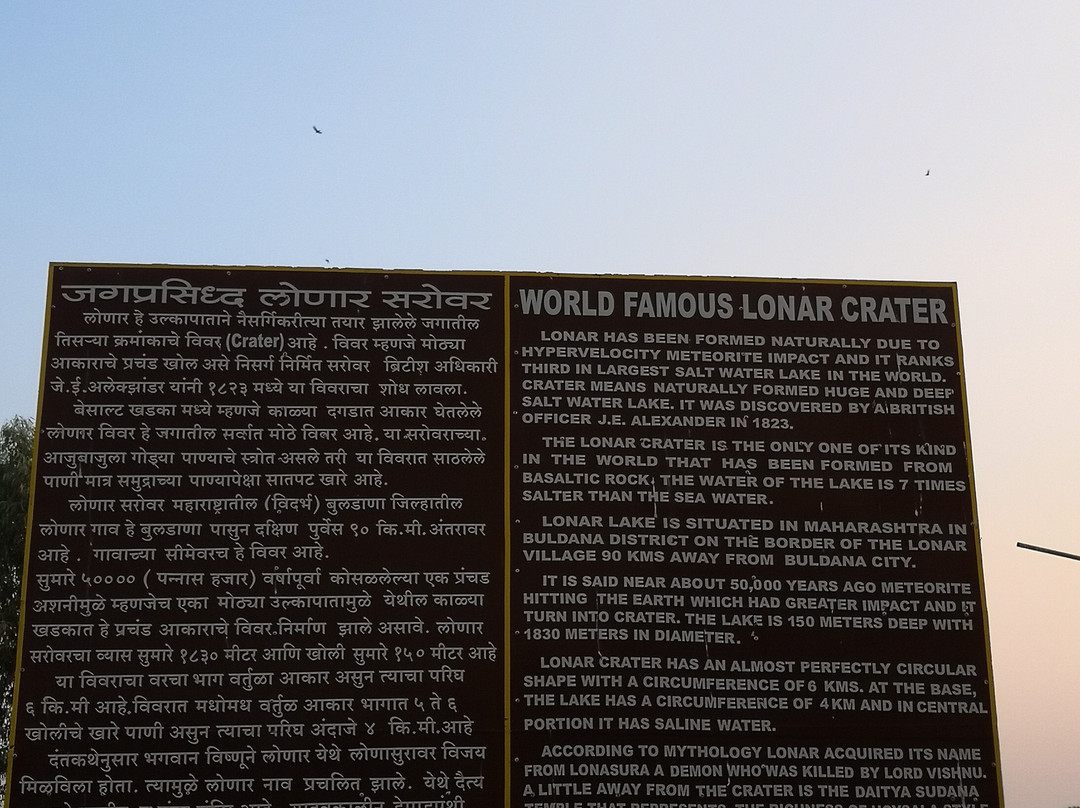 जगप्रसिध्द लोणार सरोवर
लोणार हे उल्कापाताने नैसर्गिकरीत्या तयार झालेले जगातील
तिसऱ्या क्रमांकाचे विवर (Crater) आहे . विवर म्हणजे मोठ्या
आकाराचे प्रचंड खोल असे निसर्ग निर्मित सरोवर ब्रिटीश अधिकारी
जे.ई.अलेक्झांडर यांनी १८२३ मध्ये या विवराचा शोध लावला.
बेसाल्ट खडका मध्ये म्हणजे काळ्या दगडात आकार घेतलेले
लोणार विवर हे जगातील सर्वात मोठे विवर आहे. या सरोवराच्या
आजुबाजुला गोड्या पाण्याचे स्त्रोत असले तरी या विवरात साठलेले
पाणी मात्र समुद्राच्या पाण्यापेक्षा सातपट खारे आहे.
लोणार सरोवर महाराष्ट्रातील (विदर्भ) बुलडाणा जिल्हातील
लोणार गाव हे बुलडाणा पासुन दक्षिण पुर्वेस ९० कि.मी.अंतरावर
आहे . गावाच्या सीमेवरच हे विवर आहे.
सुमारे ५०००० ( पन्नास हजार) वर्षापूर्वा कोसळलेल्या एक प्रचंड
अशनीमुळे म्हणजेच एका मोठ्या उल्कापातामुळे येथील काळ्या
खडकात हे प्रचंड आकाराचे विवर निर्माण झाले असावे. लोणार
सरोवरचा व्यास सुमारे १८३० मीटर आणि खोली सुमारे १५० मीटर आहे
या विवराचा वरचा भाग वर्तुळा आकार असुन त्याचा परिघ
६ कि.मी आहे.विवरात मधोमध वर्तुळ आकार भागात ५ ते ६
खोलीचे खारे पाणी असुन त्याचा परिघ अंदाजे ४ कि.मी.आहे
दंतकथेनुसार भगवान विष्णूने लोणार येथे लोणासुरावर विजय
मिळविला होता. त्यामुळे लोणार नाव प्रचलित झाले. येथे दैत्य
WORLD FAMOUS LONAR CRATER
LONAR HAS BEEN FORMED NATURALLY DUE TO
HYPERVELOCITY METEORITE IMPACT AND IT RANKS
THIRD IN LARGEST SALT WATER LAKE IN THE WORLD.
CRATER MEANS NATURALLY FORMED HUGE AND DEEP
SALT WATER LAKE. IT WAS DISCOVERED BY A BRITISH
OFFICER J.E. ALEXANDER IN 1823.
THE LONAR CRATER IS THE ONLY ONE OF ITS KIND
IN THE WORLD THAT HAS BEEN FORMED FROM
BASALTIC ROCK. THE WATER OF THE LAKE IS 7 TIMES
SALTER THAN THE SEA WATER.
LONAR LAKE IS SITUATED IN MAHARASHTRA IN
BULDANA DISTRICT ON THE BORDER OF THE LONAR
VILLAGE 90 KMS AWAY FROM BULDANA CITY.
IT IS SAID NEAR ABOUT 50,000 YEARS AGO METEORITE
HITTING THE EARTH WHICH HAD GREATER IMPACT AND IT
TURN INTO CRATER. THE LAKE IS 150 METERS DEEP WITH
1830 METERS IN DIAMETER.
LONAR CRATER HAS AN ALMOST PERFECTLY CIRCULAR
SHAPE WITH A CIRCUMFERENCE OF 6 KMS. AT THE BASE,
THE LAKE HAS A CIRCUMFERENCE OF 4 KM AND IN CENTRAL
PORTION IT HAS SALINE WATER.
ACCORDING TO MYTHOLOGY LONAR ACQUIRED ITS NAME
FROM LONASURA A DEMON WHO WAS KILLED BY LORD VISHNU.
A LITTLE AWAY FROM THE CRATER IS THE DAITYA SUDANA
TEMPLE THAT REPRESENTS THE RICHNESS OF